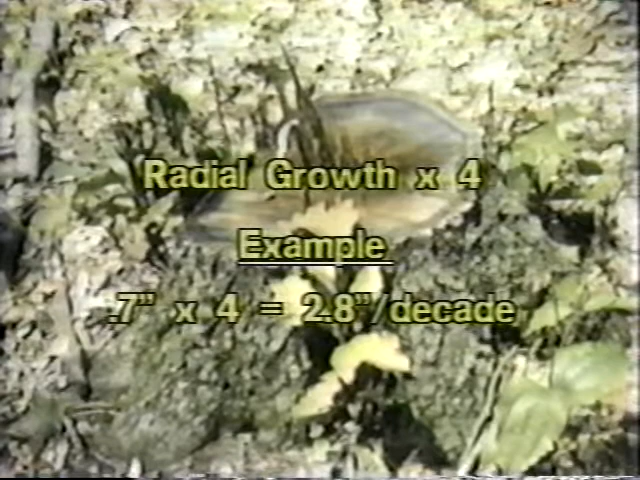 Radial Growth x 4
Example
.7" x 4 = 2.8"/decade